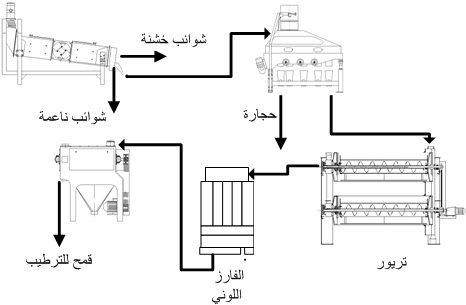 شوائب خشنة
شوائب ناعمة
حجارة
تريور
الفارز
اللوني
قمح للترطيب